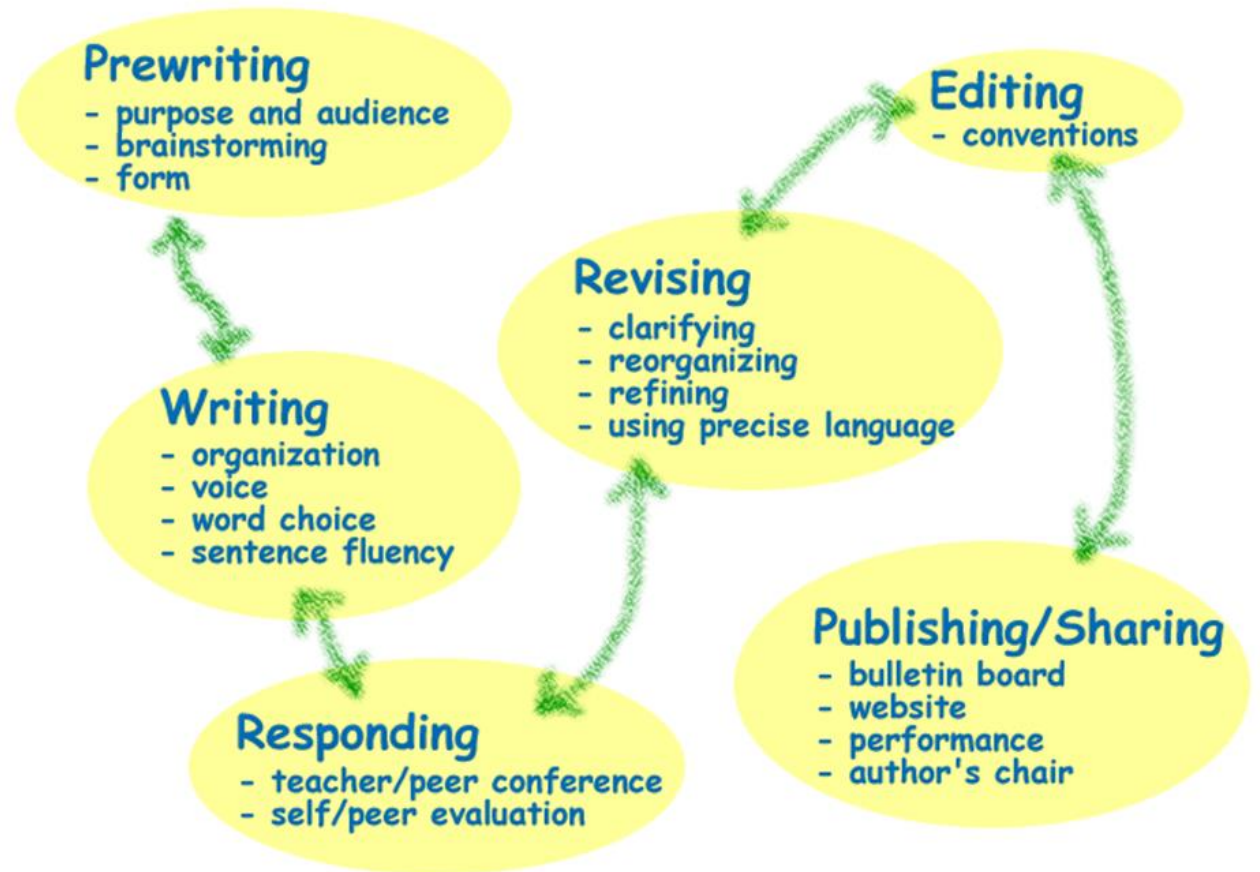 Prewriting
- purpose and audience
- brainstorming
- form
Writing
- organization
- voice
- word choice
- sentence fluency
Responding
- teacher/peer conference
- self/peer evaluation
Revising
- clarifying
- reorganizing
- refining
- using precise language
Editing
- conventions
Publishing/Sharing
- bulletin board
- website
- performance
- author's chair